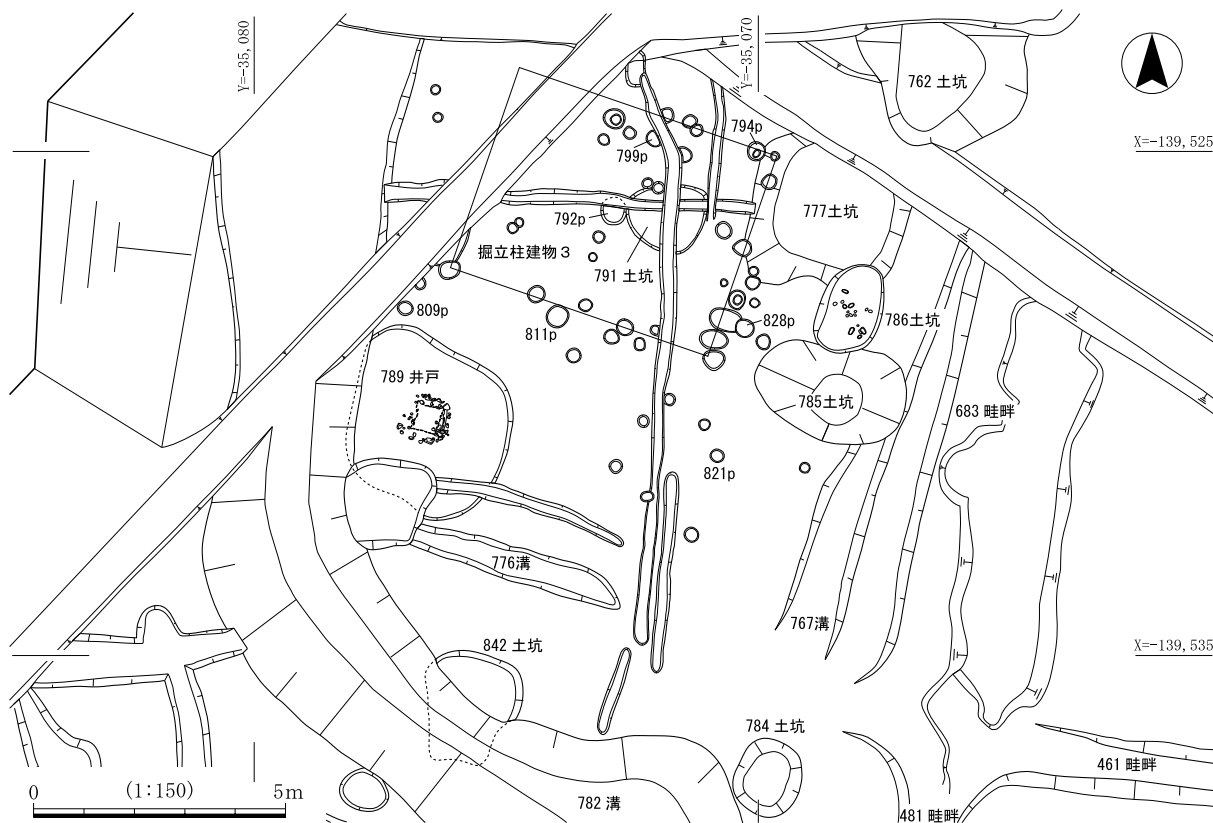 Y=-35,080
Y=-35,070
762 土坑
X=-139,525
794p
799p
792p
777土坑
掘立柱建物３
791 土坑
809p
811p
828p
786土坑
789 井戸
785土坑
683 畦畔
821p
776溝
767溝
842 土坑
X=-139,535
784 土坑
461 畦畔
0
(1:150)
5m
782 溝
481 畦畔